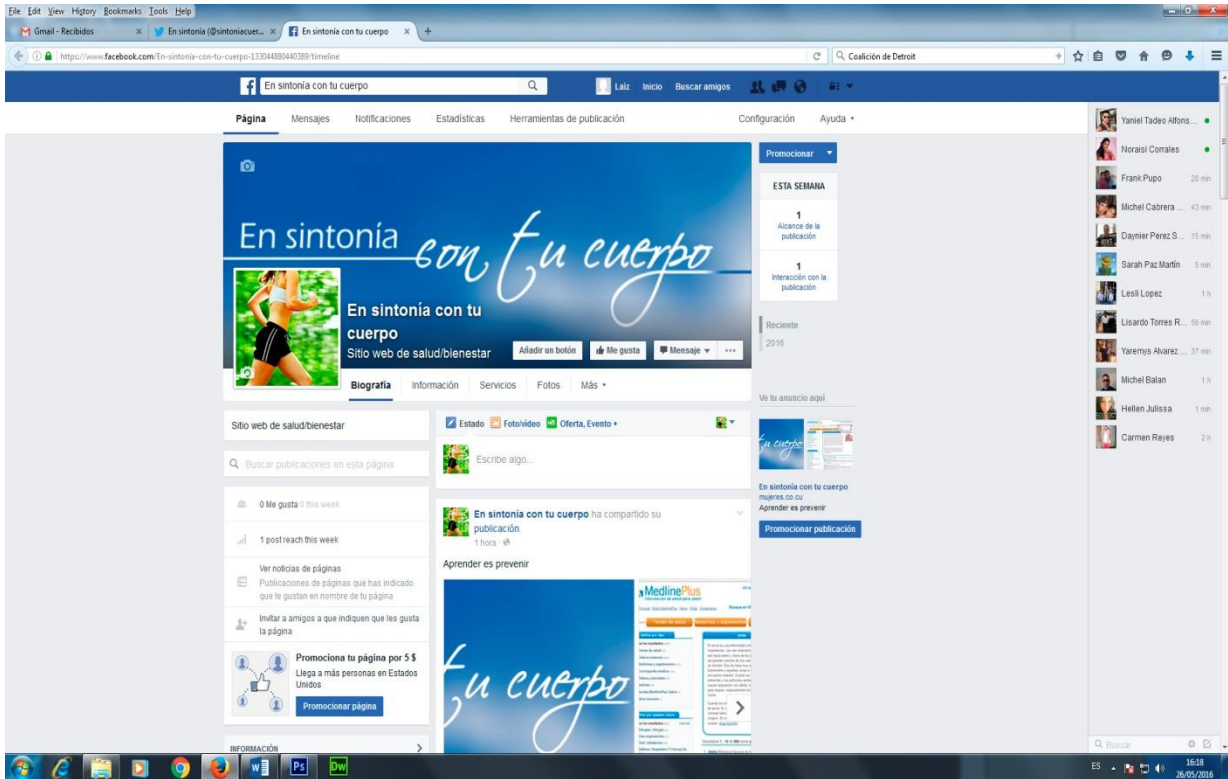 File Edit View History Bookmarks Tools Help
Gmail - Recibidos
En sintonía (@sintoniacuer...
En sintonía con tu cuerpo
https://www.facebook.com/En-sintonia-con-tu-cuerpo-133044880440389/timeline
Coalición de Detroit
En sintonía con tu cuerpo
Laiz Inicio Buscar amigos
Página Mensajes Notificaciones Estadísticas Herramientas de publicación Configuración Ayuda
En sintonía con tu cuerpo
En sintonía con tu
cuerpo
Sitio web de salud/bienestar
Añadir un botón Me gusta Mensaje
Biografía Información Servicios Fotos Más
Promocionar
ESTA SEMANA
1
Alcance de la
publicación
1
Interacción con la
publicación
Reciente
2016
Ve tu anuncio aquí
tu cuerpo
En sintonía con tu cuerpo
mujeres.co.cu
Aprender es prevenir
Promocionar publicación
Sitio web de salud/bienestar
Buscar publicaciones en esta página
0 Me gusta 0 this week
1 post reach this week
Ver noticias de páginas
Publicaciones de páginas que has indicado
que te gustan en nombre de tu página
Invitar a amigos a que indiquen que les gusta
la página
Promociona tu página por 5 $
Llega a más personas en Estados
Unidos
Promocionar página
INFORMACIÓN
Estado Foto/vídeo Oferta, Evento +
Escribe algo...
En sintonía con tu cuerpo ha compartido su
publicación.
1 hora
Aprender es prevenir
tu cuerpo
MedlinePlus
Yaniel Tadeo Alfons...
Noraisi Corrales
Frank Pupo 20 min
Michel Cabrera ... 43 min
Daynier Perez S... 15 min
Sarah Paz Martín 5 min
Lesli Lopez 1 h
Lisardo Torres R... 56 min
Yaremys Alvarez ... 37 min
Michel Balan 1 h
Hellen Julissa 1 min
Carmen Reyes 2 h
Buscar
W Ps Dw
ES
16:18
26/05/2016